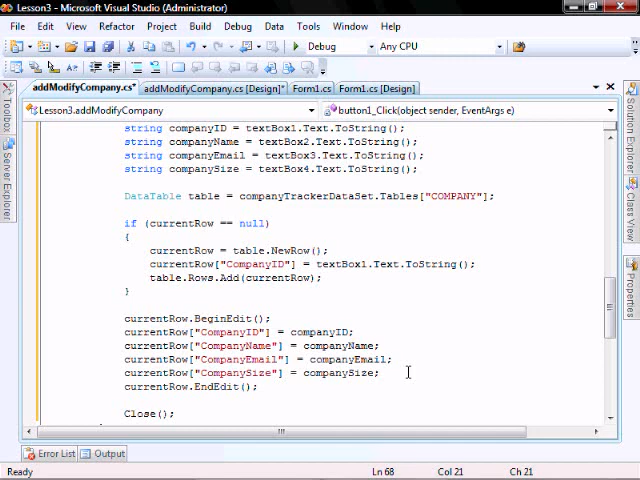 Lesson3 - Microsoft Visual Studio (Administrator)
File Edit View Refactor Project Build Debug Data Tools Window Help
Debug Any CPU
addModifyCompany.cs* addModifyCompany.cs [Design]* Form1.cs Form1.cs [Design]
Lesson3.addModifyCompany button1_Click(object sender, EventArgs e)
string companyID = textBox1.Text.ToString();
string companyName = textBox2.Text.ToString();
string companyEmail = textBox3.Text.ToString();
string companySize = textBox4.Text.ToString();
DataTable table = companyTrackerDataSet.Tables["COMPANY"];
if (currentRow == null)
{
currentRow = table.NewRow();
currentRow["CompanyID"] = textBox1.Text.ToString();
table.Rows.Add(currentRow);
}
currentRow.BeginEdit();
currentRow["CompanyID"] = companyID;
currentRow["CompanyName"] = companyName;
currentRow["CompanyEmail"] = companyEmail;
currentRow["CompanySize"] = companySize;
currentRow.EndEdit();
Close();
Toolbox
Server Explorer
Solution Explorer
Class View
Properties
Error List Output
Ready Ln 68 Col 21 Ch 21